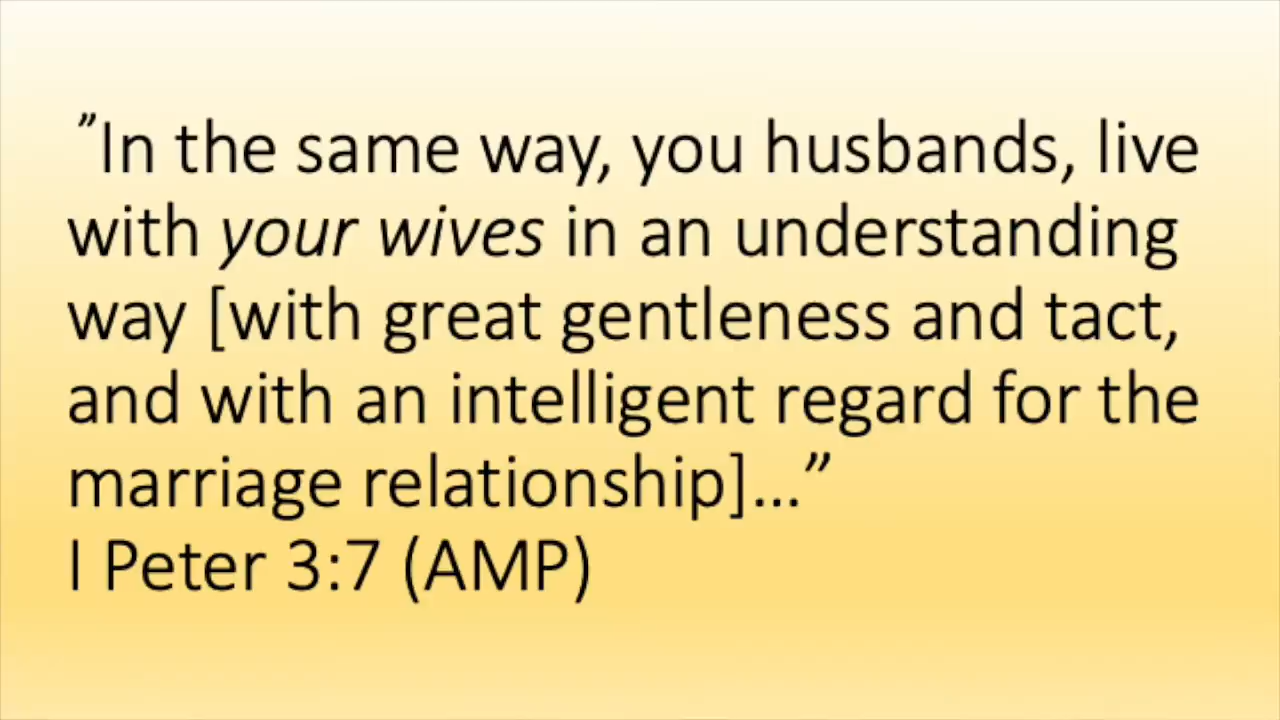 ”In the same way, you husbands, live
with your wives in an understanding
way [with great gentleness and tact,
and with an intelligent regard for the
marriage relationship]…”
I Peter 3:7 (AMP)